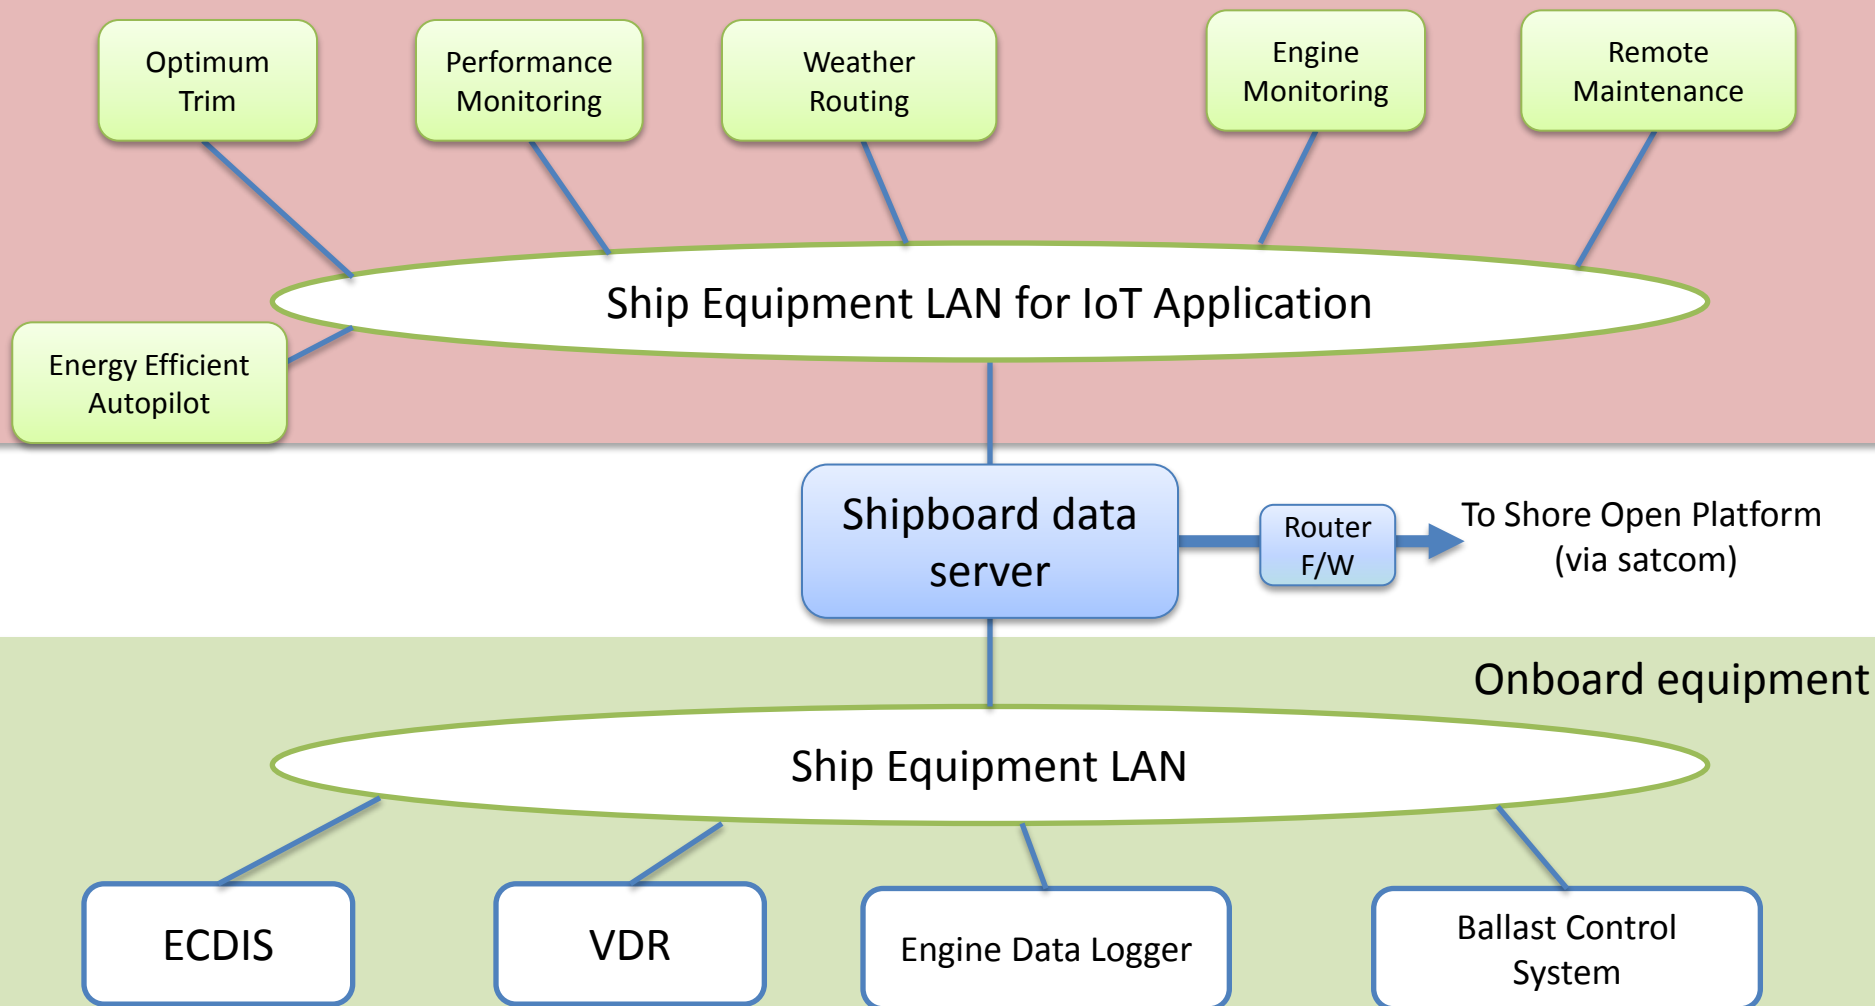 Optimum
Trim
Performance
Monitoring
Weather
Routing
Engine
Monitoring
Remote
Maintenance
Ship Equipment LAN for IoT Application
Energy Efficient
Autopilot
Shipboard data
server
Router
F/W
To Shore Open Platform
(via satcom)
Onboard equipment
Ship Equipment LAN
ECDIS
VDR
Engine Data Logger
Ballast Control
System